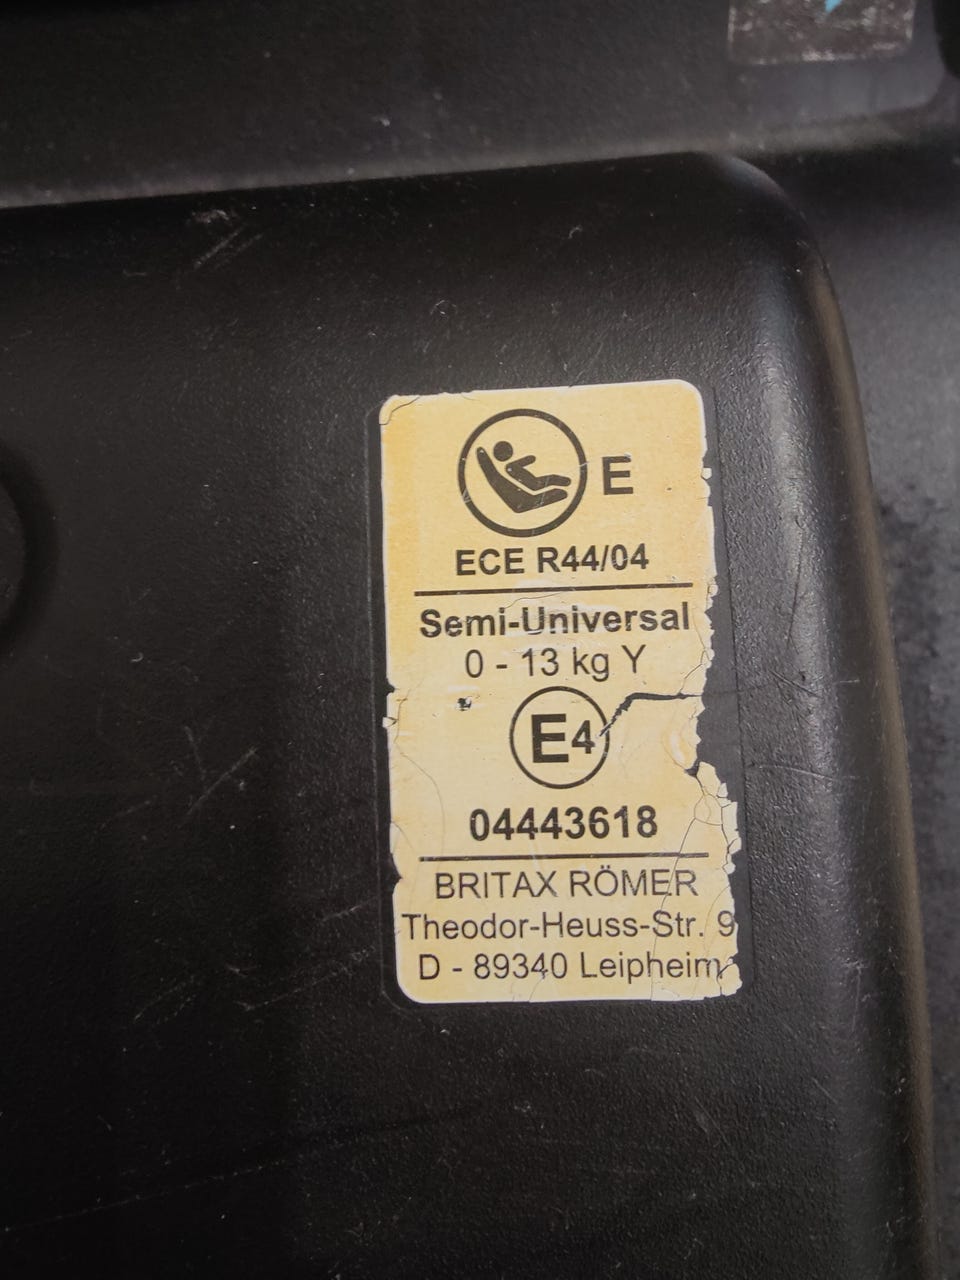 E
ECE R44/04
Semi-Universal
0 - 13 kg Y
E4
04443618
BRITAX RÖMER
Theodor-Heuss-Str. 9
D - 89340 Leipheim